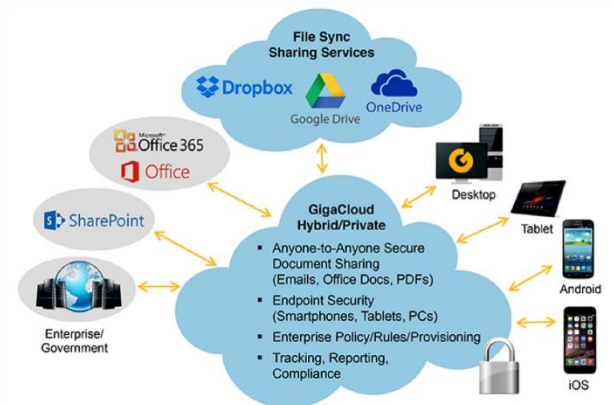 File Sync
Sharing Services
Dropbox
Google Drive
OneDrive
Microsoft
Office 365
Office
SharePoint
Enterprise/
Government
GigaCloud
Hybrid/Private
▪ Anyone-to-Anyone Secure
Document Sharing
(Emails, Office Docs, PDFs)
▪ Endpoint Security
(Smartphones, Tablets, PCs)
▪ Enterprise Policy/Rules/Provisioning
▪ Tracking, Reporting,
Compliance
Desktop
Tablet
Android
iOS